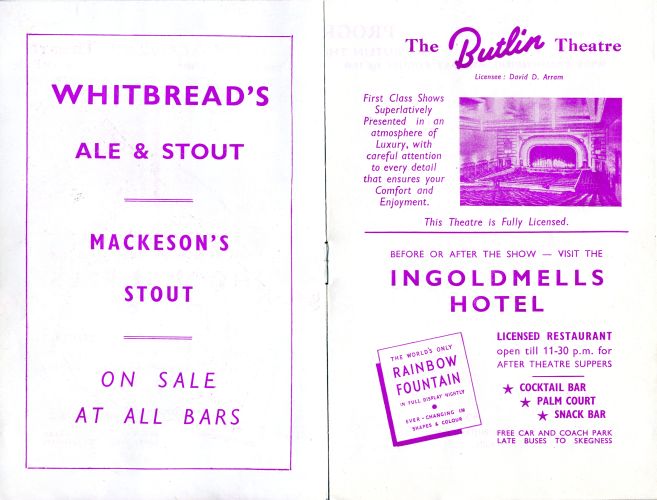 WHITBREAD'S
ALE & STOUT
MACKESON'S
STOUT
ON SALE
AT ALL BARS
The Butlin Theatre
Licensee : David D. Arram
First Class Shows
Superlatively
Presented in an
atmosphere of
Luxury, with
careful attention
to every detail
that ensures your
Comfort and
Enjoyment.
This Theatre is Fully Licensed.
BEFORE OR AFTER THE SHOW — VISIT THE
INGOLDMELLS
HOTEL
THE WORLD'S ONLY
RAINBOW
FOUNTAIN
IN FULL DISPLAY NIGHTLY
EVER-CHANGING IN
SHAPES & COLOUR
LICENSED RESTAURANT
open till 11-30 p.m. for
AFTER THEATRE SUPPERS
★ COCKTAIL BAR
★ PALM COURT
★ SNACK BAR
FREE CAR AND COACH PARK
LATE BUSES TO SKEGNESS